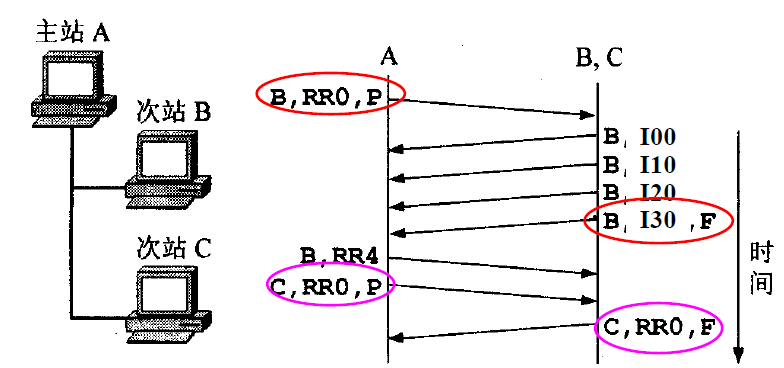 主站 A
次站 B
次站 C
A
B, C
B,RR0,P
B, I00
B, I10
B, I20
B, I30 ,F
B,RR4
C,RR0,P
C,RR0,F
时间